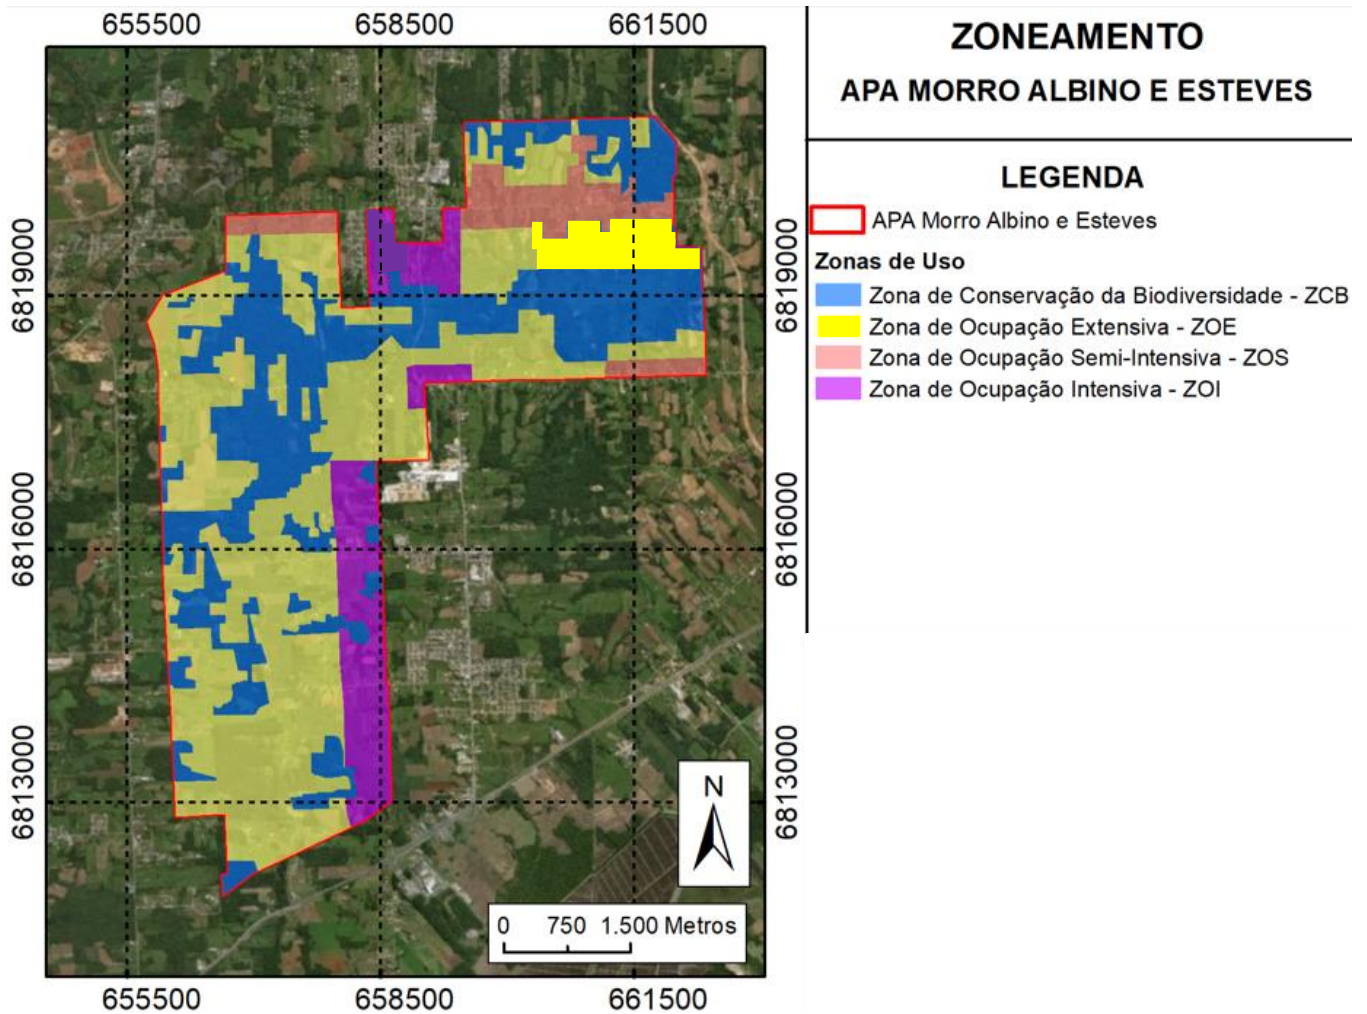 655500 658500 661500
ZONEAMENTO
APA MORRO ALBINO E ESTEVES
LEGENDA
APA Morro Albino e Esteves
Zonas de Uso
Zona de Conservação da Biodiversidade - ZCB
Zona de Ocupação Extensiva - ZOE
Zona de Ocupação Semi-Intensiva - ZOS
Zona de Ocupação Intensiva - ZOI
6819000 6819000
6816000 6816000
6813000 6813000
N
0 750 1.500 Metros
655500 658500 661500